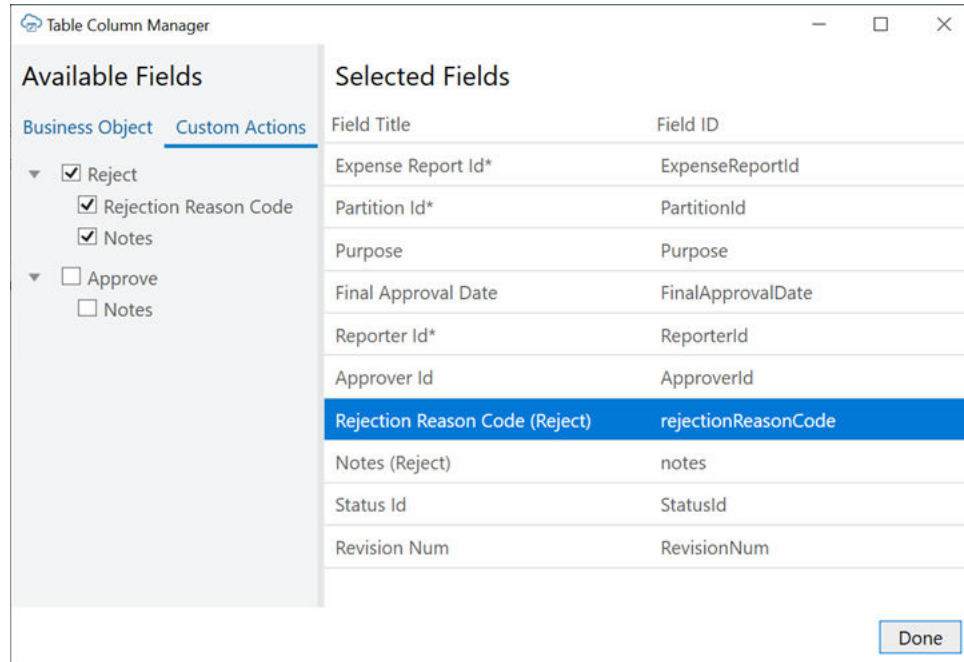 Table Column Manager
Available Fields
Business Object Custom Actions
Reject
Rejection Reason Code
Notes
Approve
Notes
Selected Fields
Field Title Field ID
Expense Report Id* ExpenseReportId
Partition Id* PartitionId
Purpose Purpose
Final Approval Date FinalApprovalDate
Reporter Id* ReporterId
Approver Id ApproverId
Rejection Reason Code (Reject) rejectionReasonCode
Notes (Reject) notes
Status Id StatusId
Revision Num RevisionNum
Done